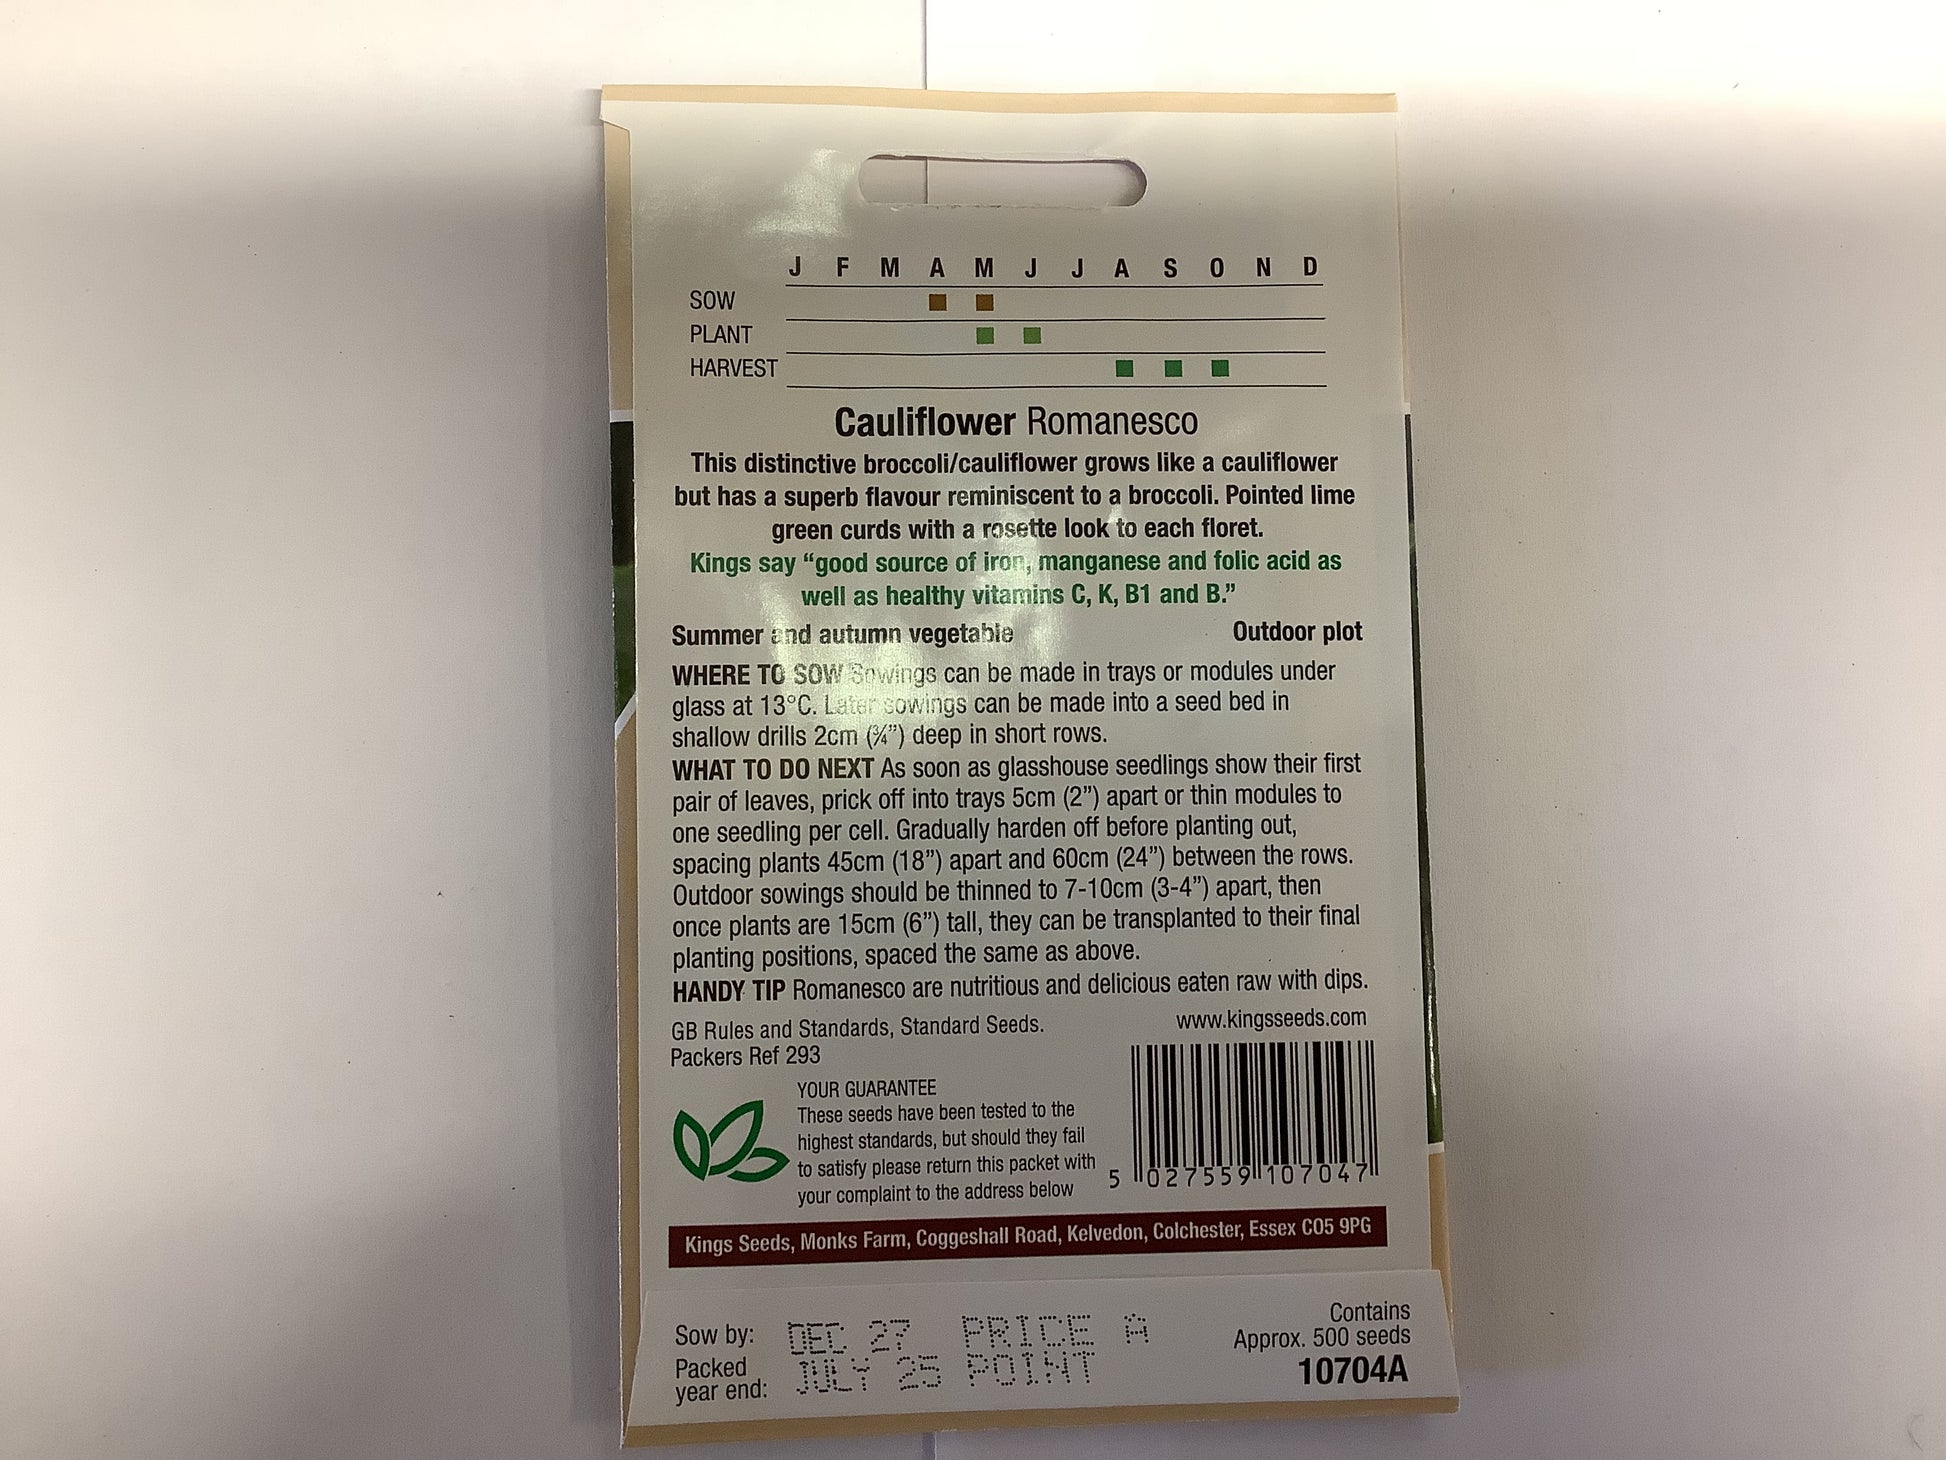 J F M A M J J A S O N D
SOW
PLANT
HARVEST
Cauliflower Romanesco
This distinctive broccoli/cauliflower grows like a cauliflower
but has a superb flavour reminiscent to a broccoli. Pointed lime
green curds with a rosette look to each floret.
Kings say “good source of iron, manganese and folic acid as
well as healthy vitamins C, K, B1 and B.”
Summer and autumn vegetable Outdoor plot
WHERE TO SOW Sowings can be made in trays or modules under
glass at 13°C. Later sowings can be made into a seed bed in
shallow drills 2cm (¾”) deep in short rows.
WHAT TO DO NEXT As soon as glasshouse seedlings show their first
pair of leaves, prick off into trays 5cm (2”) apart or thin modules to
one seedling per cell. Gradually harden off before planting out,
spacing plants 45cm (18”) apart and 60cm (24”) between the rows.
Outdoor sowings should be thinned to 7-10cm (3-4”) apart, then
once plants are 15cm (6”) tall, they can be transplanted to their final
planting positions, spaced the same as above.
HANDY TIP Romanesco are nutritious and delicious eaten raw with dips.
GB Rules and Standards, Standard Seeds. www.kingsseeds.com
Packers Ref 293
YOUR GUARANTEE
These seeds have been tested to the
highest standards, but should they fail
to satisfy please return this packet with
your complaint to the address below
5 027559 107047
Kings Seeds, Monks Farm, Coggeshall Road, Kelvedon, Colchester, Essex CO5 9PG
Sow by: DEC 27 PRICE A
Packed
year end: JULY 25 POINT
Contains
Approx. 500 seeds
10704A